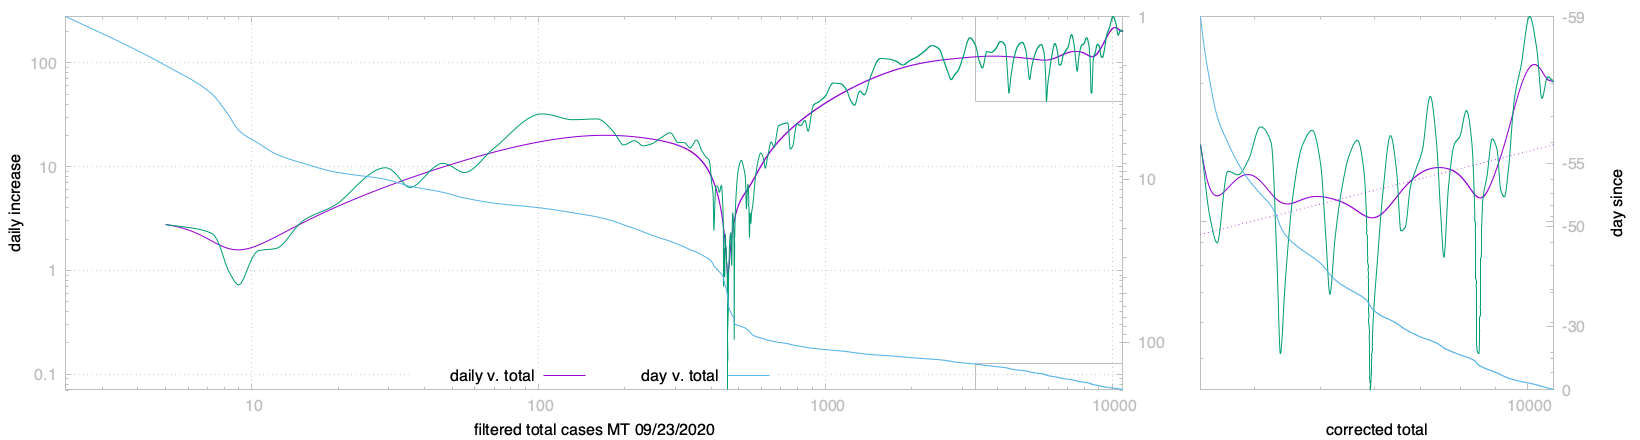 daily increase
100
10
1
0.1
10
100
1000
10000
1
10
100
daily v. total
day v. total
filtered total cases MT 09/23/2020
-59
-55
-50
-30
0
day since
10000
corrected total